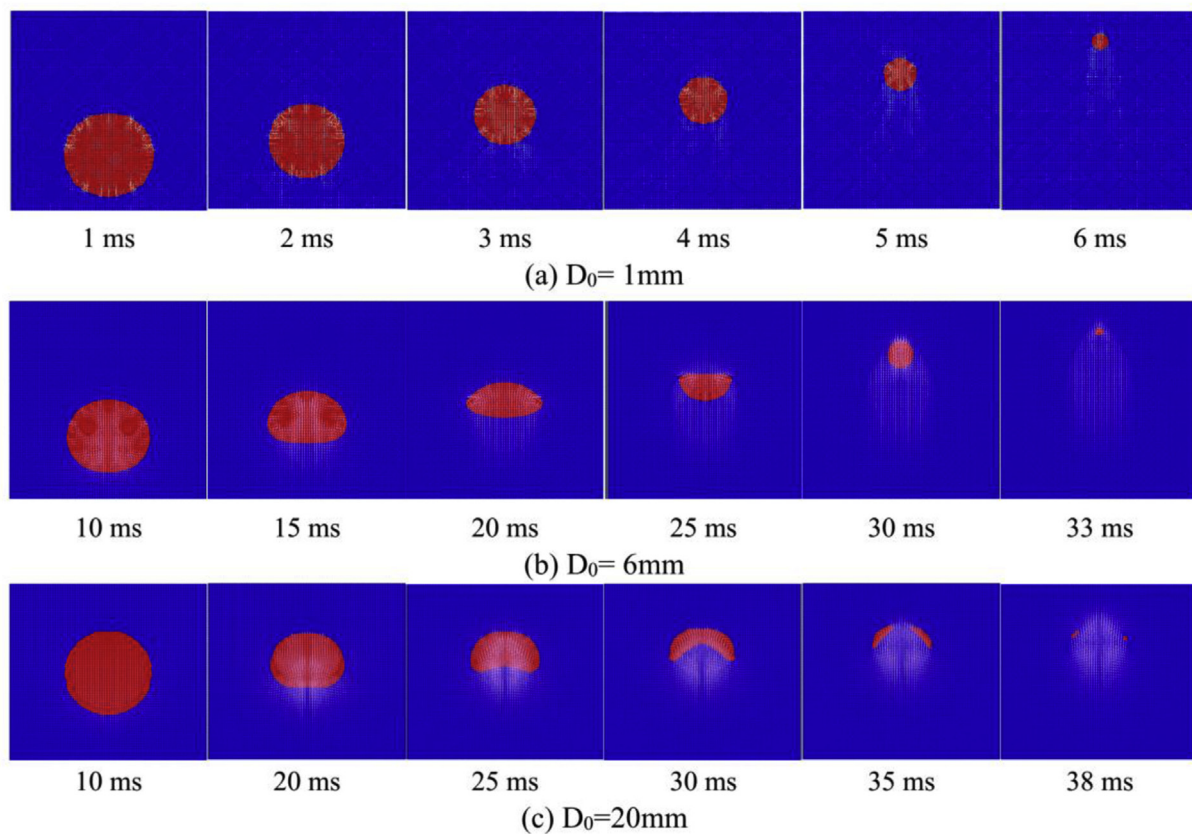 1 ms 2 ms 3 ms 4 ms 5 ms 6 ms
(a) D₀= 1mm
10 ms 15 ms 20 ms 25 ms 30 ms 33 ms
(b) D₀= 6mm
10 ms 20 ms 25 ms 30 ms 35 ms 38 ms
(c) D₀=20mm